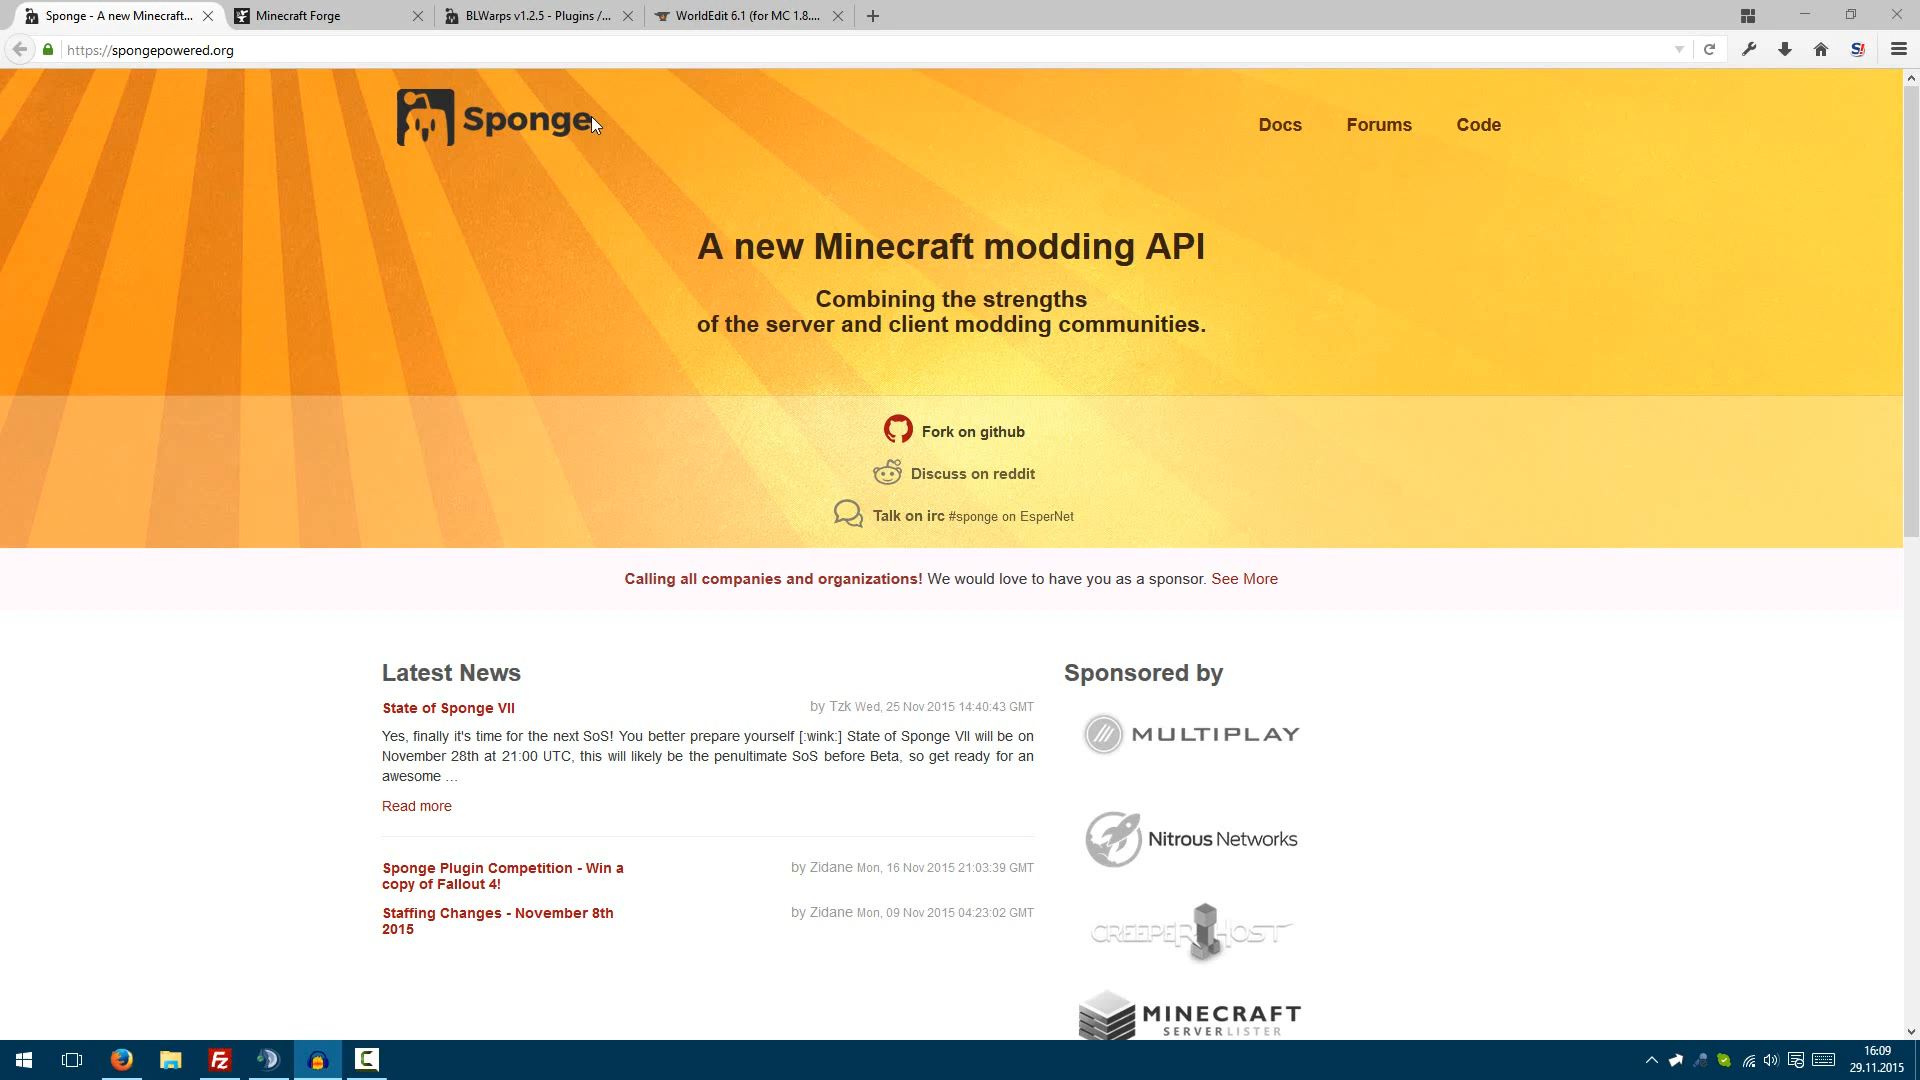 Sponge - A new Minecraft...
Minecraft Forge
BLWarps v1.2.5 - Plugins /...
WorldEdit 6.1 (for MC 1.8....
https://spongepowered.org
Sponge
Docs
Forums
Code
A new Minecraft modding API
Combining the strengths
of the server and client modding communities.
Fork on github
Discuss on reddit
Talk on irc #sponge on EsperNet
Calling all companies and organizations! We would love to have you as a sponsor. See More
Latest News
State of Sponge VII
by Tzk Wed, 25 Nov 2015 14:40:43 GMT
Yes, finally it's time for the next SoS! You better prepare yourself [:wink:] State of Sponge VII will be on
November 28th at 21:00 UTC, this will likely be the penultimate SoS before Beta, so get ready for an
awesome …
Read more
Sponge Plugin Competition - Win a
copy of Fallout 4!
by Zidane Mon, 16 Nov 2015 21:03:39 GMT
Staffing Changes - November 8th
2015
by Zidane Mon, 09 Nov 2015 04:23:02 GMT
Sponsored by
MULTIPLAY
Nitrous Networks
CREEPERHOST
MINECRAFT
SERVERLISTER
16:09
29.11.2015